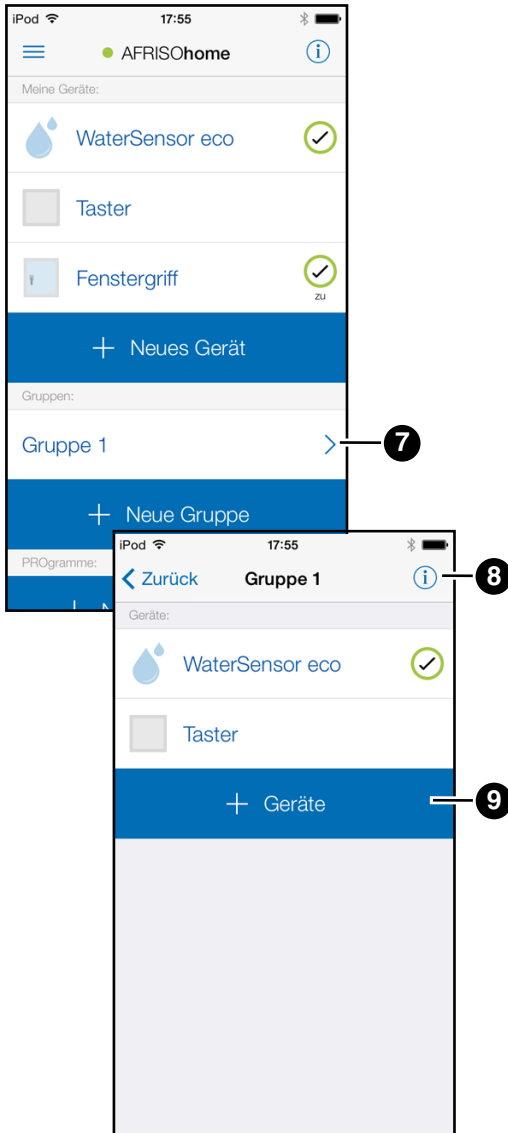 iPod 17:55
AFRISOhome
Meine Geräte:
WaterSensor eco
Taster
Fenstergriff
zu
+ Neues Gerät
Gruppen:
Gruppe 1
7
+ Neue Gruppe
PROgramme:
iPod 17:55
Zurück Gruppe 1 i 8
Geräte:
WaterSensor eco
Taster
+ Geräte 9